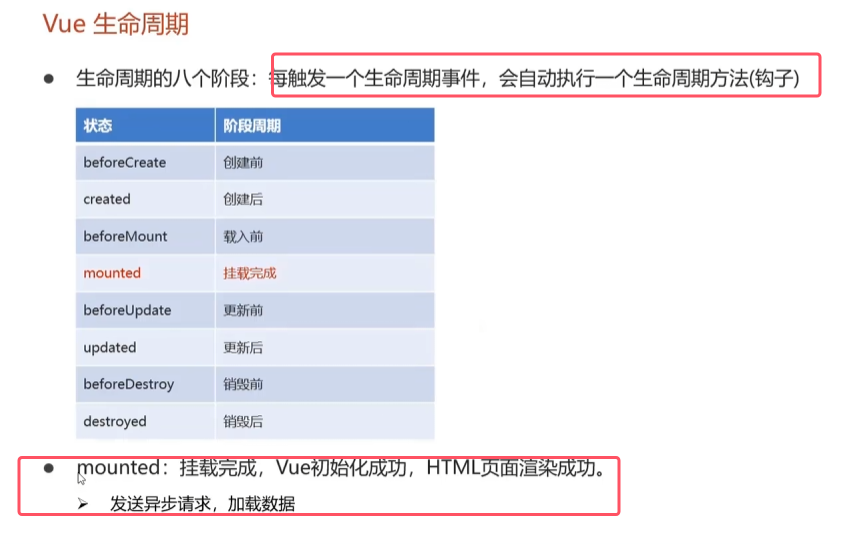 Vue 生命周期
● 生命周期的八个阶段：每触发一个生命周期事件，会自动执行一个生命周期方法(钩子)
状态 阶段周期
beforeCreate 创建前
created 创建后
beforeMount 载入前
mounted 挂载完成
beforeUpdate 更新前
updated 更新后
beforeDestroy 销毁前
destroyed 销毁后
● mounted：挂载完成，Vue初始化成功，HTML页面渲染成功。
➢ 发送异步请求，加载数据